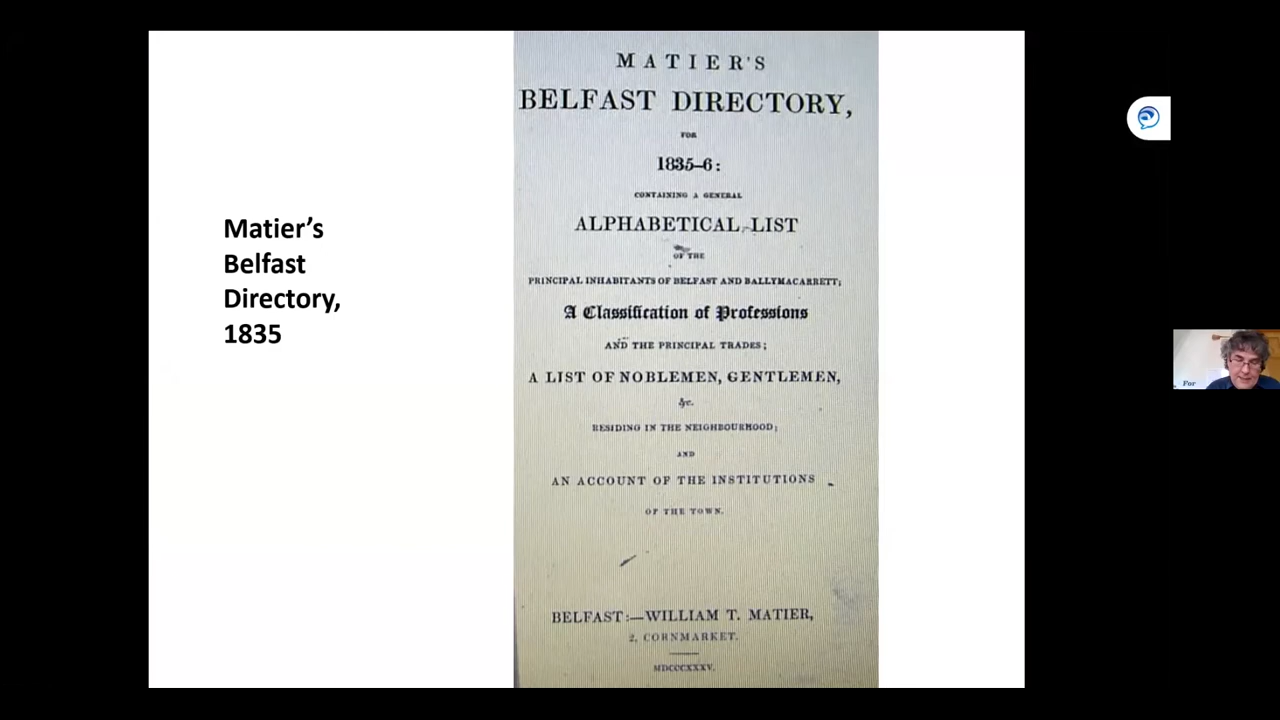 Matier’s
Belfast
Directory,
1835
MATIER'S
BELFAST DIRECTORY,
FOR
1835–6:
CONTAINING A GENERAL
ALPHABETICAL LIST
OF THE
PRINCIPAL INHABITANTS OF BELFAST AND BALLYMACARRETT;
A Classification of Professions
AND THE PRINCIPAL TRADES;
A LIST OF NOBLEMEN, GENTLEMEN,
&c.
RESIDING IN THE NEIGHBOURHOOD;
AND
AN ACCOUNT OF THE INSTITUTIONS
OF THE TOWN.
BELFAST:—WILLIAM T. MATIER,
2, CORNMARKET.
MDCCCXXXV.
For